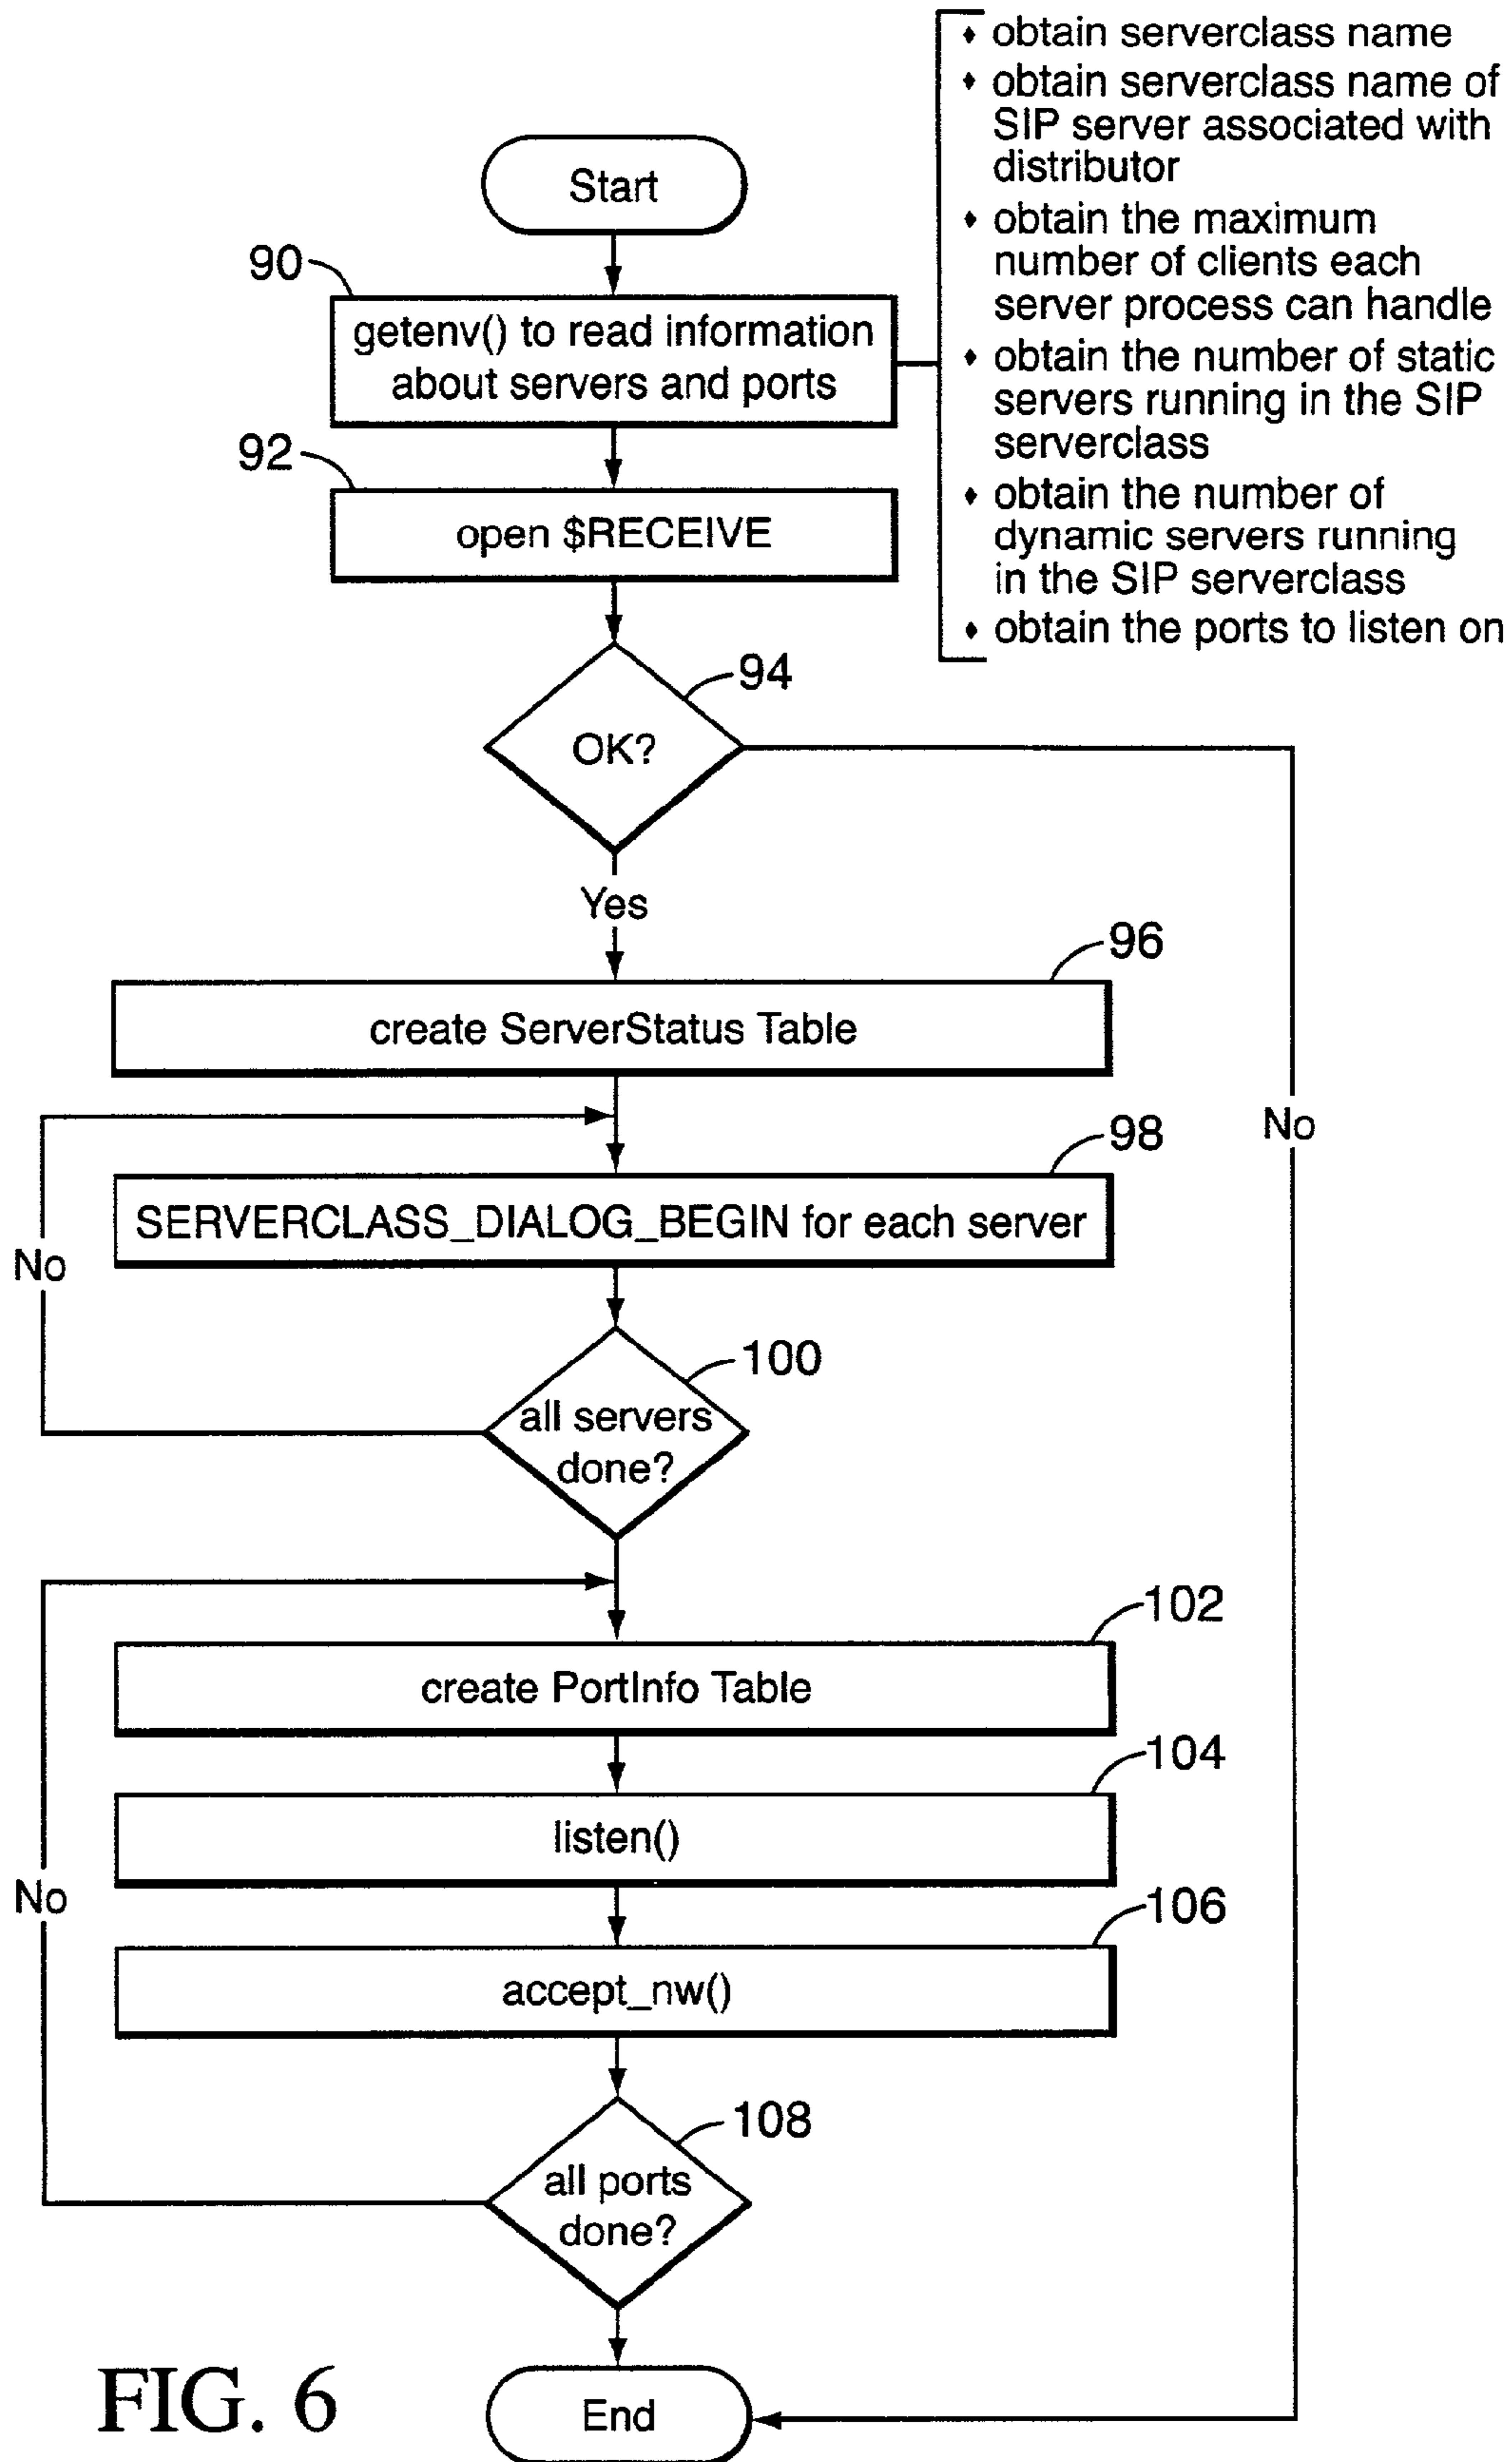 ♦ obtain serverclass name
♦ obtain serverclass name of
SIP server associated with
distributor
♦ obtain the maximum
number of clients each
server process can handle
♦ obtain the number of static
servers running in the SIP
serverclass
♦ obtain the number of
dynamic servers running
in the SIP serverclass
♦ obtain the ports to listen on
Start
90
getenv() to read information
about servers and ports
92
open $RECEIVE
94
OK?
Yes
No
96
create ServerStatus Table
98
SERVERCLASS_DIALOG_BEGIN for each server
No
100
all servers
done?
102
create PortInfo Table
104
listen()
No
106
accept_nw()
108
all ports
done?
End
FIG. 6